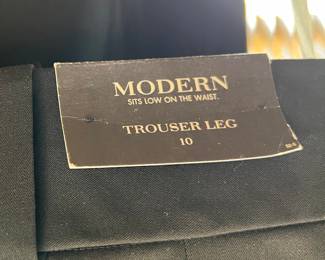 MODERN
SITS LOW ON THE WAIST.
TROUSER LEG
10